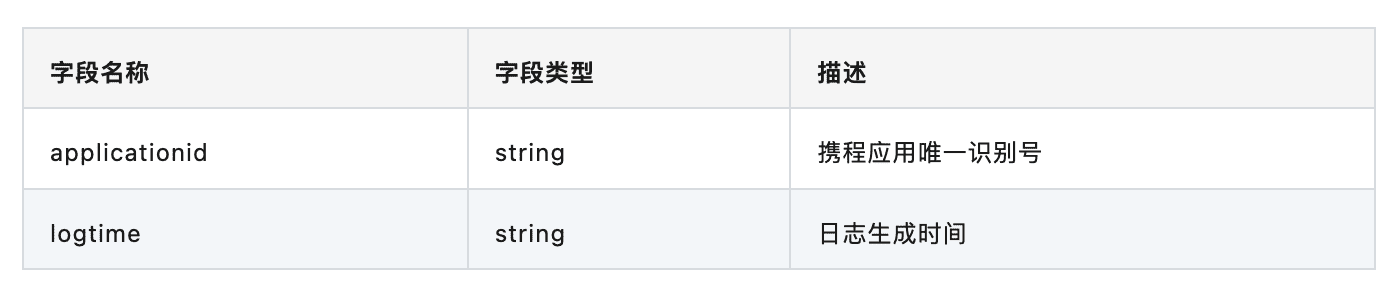 字段名称 字段类型 描述
applicationid string 携程应用唯一识别号
logtime string 日志生成时间